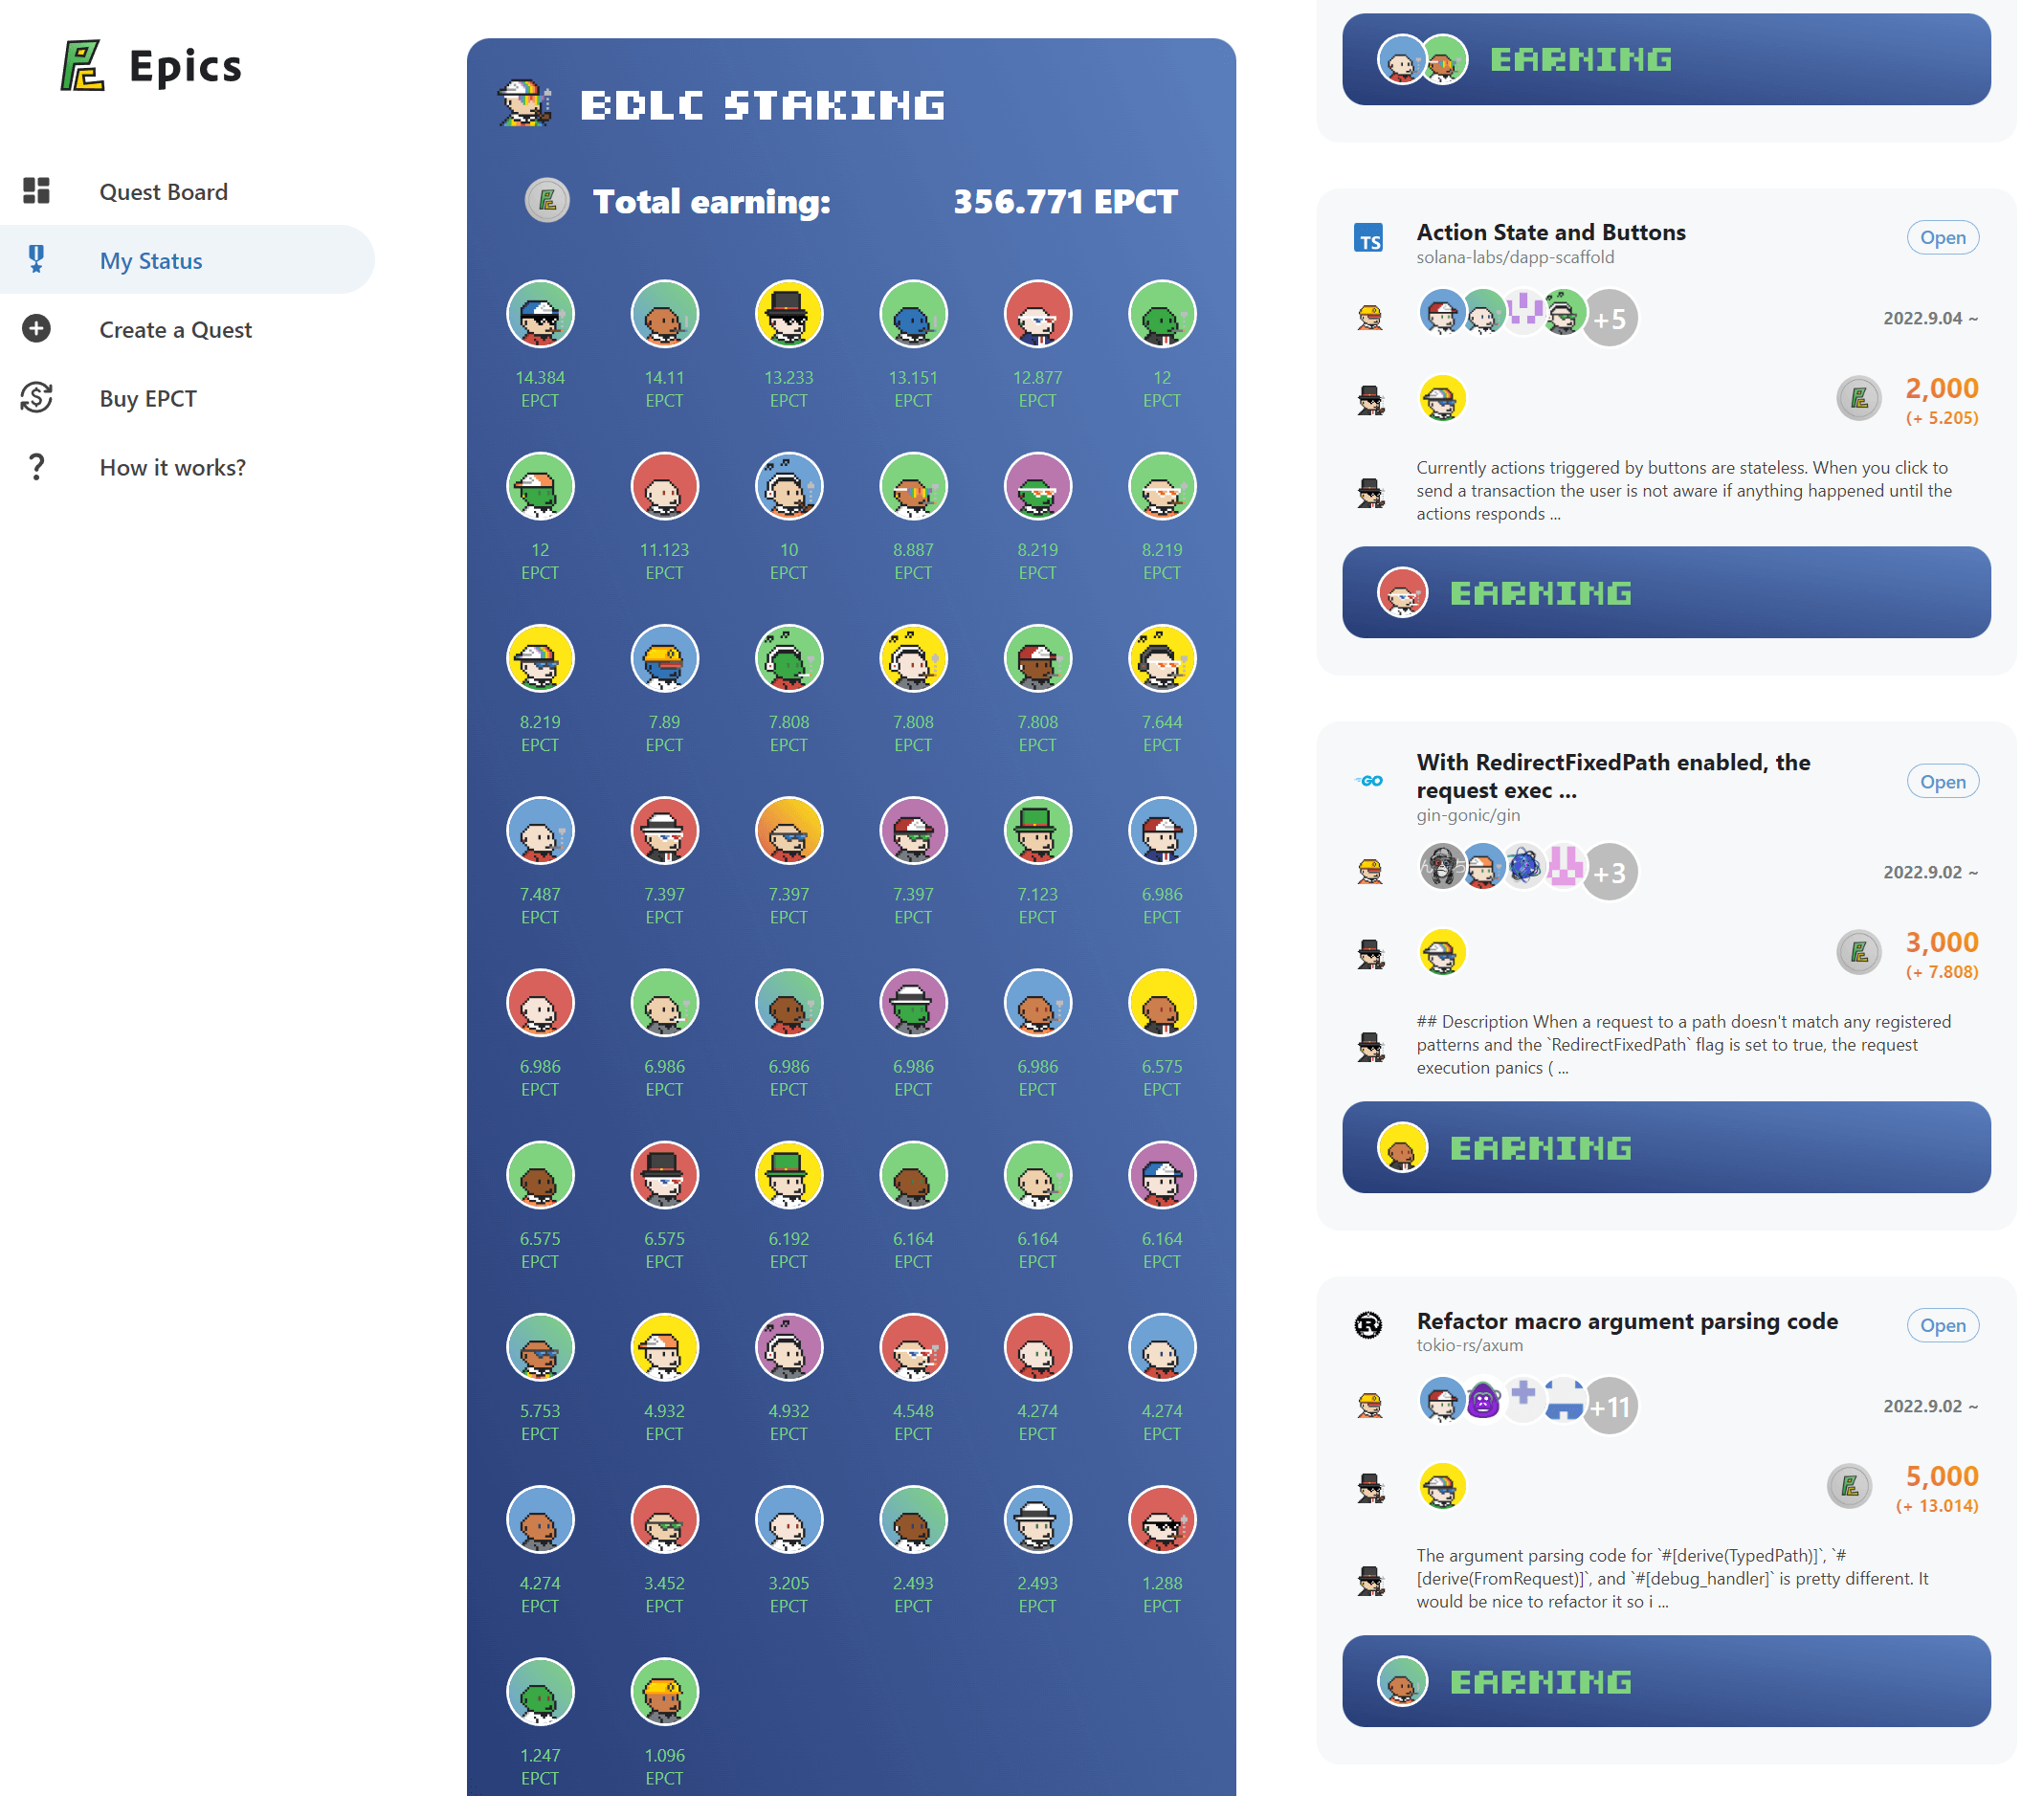 Epics
Quest Board
My Status
Create a Quest
Buy EPCT
How it works?
BDLC STAKING
Total earning: 356.771 EPCT
14.384 14.11 13.233 13.151 12.877 12
EPCT EPCT EPCT EPCT EPCT EPCT
12 11.123 10 8.887 8.219 8.219
EPCT EPCT EPCT EPCT EPCT EPCT
8.219 7.89 7.808 7.808 7.808 7.644
EPCT EPCT EPCT EPCT EPCT EPCT
7.487 7.397 7.397 7.397 7.123 6.986
EPCT EPCT EPCT EPCT EPCT EPCT
6.986 6.986 6.986 6.986 6.986 6.575
EPCT EPCT EPCT EPCT EPCT EPCT
6.575 6.575 6.192 6.164 6.164 6.164
EPCT EPCT EPCT EPCT EPCT EPCT
5.753 4.932 4.932 4.548 4.274 4.274
EPCT EPCT EPCT EPCT EPCT EPCT
4.274 3.452 3.205 2.493 2.493 1.288
EPCT EPCT EPCT EPCT EPCT EPCT
1.247 1.096
EPCT EPCT
EARNING
TS Action State and Buttons Open
solana-labs/dapp-scaffold
+5 2022.9.04 ~
2,000
(+ 5.205)
Currently actions triggered by buttons are stateless. When you click to
send a transaction the user is not aware if anything happened until the
actions responds ...
EARNING
With RedirectFixedPath enabled, the
GO request exec ... Open
gin-gonic/gin
+3 2022.9.02 ~
3,000
(+ 7.808)
## Description When a request to a path doesn't match any registered
patterns and the `RedirectFixedPath` flag is set to true, the request
execution panics ( ...
EARNING
R Refactor macro argument parsing code Open
tokio-rs/axum
+11 2022.9.02 ~
5,000
(+ 13.014)
The argument parsing code for `#[derive(TypedPath)]`, `#
[derive(FromRequest)]`, and `#[debug_handler]` is pretty different. It
would be nice to refactor it so i ...
EARNING